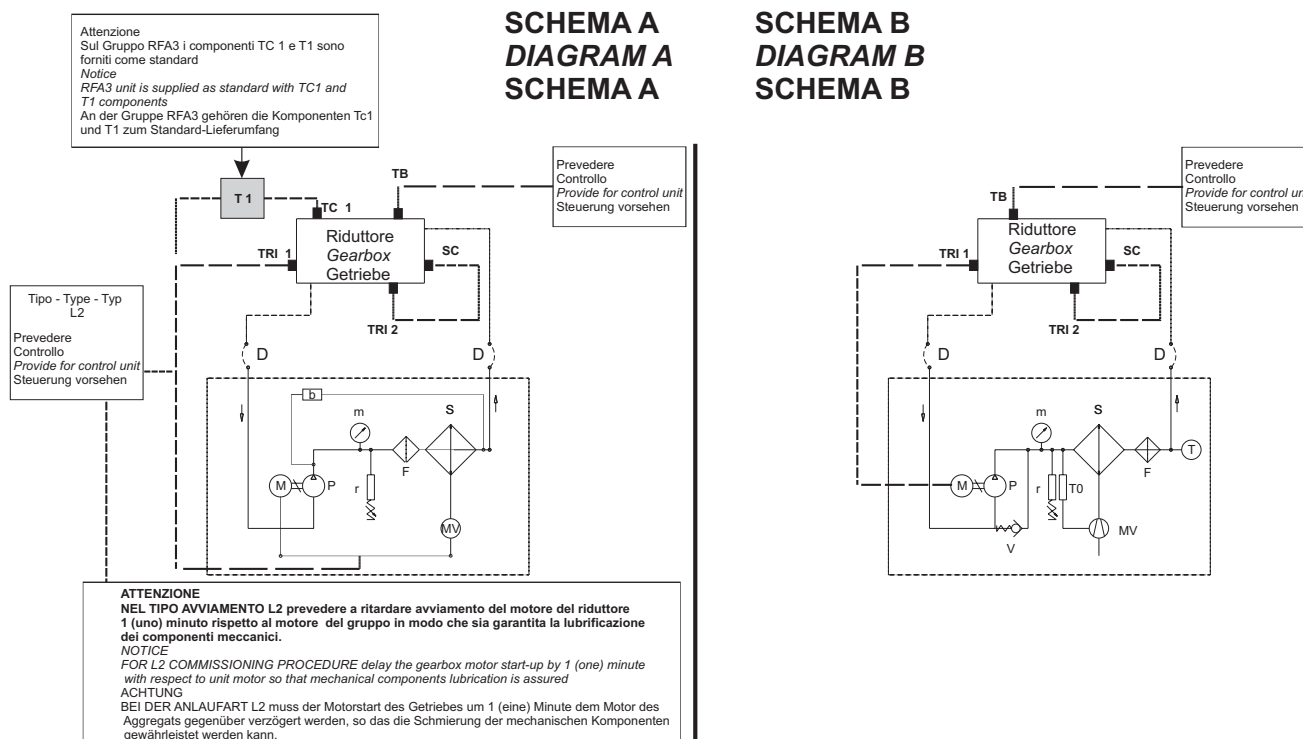 SCHEMA A
DIAGRAM A
SCHEMA A
SCHEMA B
DIAGRAM B
SCHEMA B
Attenzione
Sul Gruppo RFA3 i componenti TC 1 e T1 sono
forniti come standard
Notice
RFA3 unit is supplied as standard with TC1 and
T1 components
An der Gruppe RFA3 gehören die Komponenten Tc1
und T1 zum Standard-Lieferumfang
T 1
TC 1
TB
Prevedere
Controllo
Provide for control unit
Steuerung vorsehen
Riduttore
Gearbox
Getriebe
TRI 1
SC
TRI 2
Tipo - Type - Typ
L2
Prevedere
Controllo
Provide for control unit
Steuerung vorsehen
D
D
b
m
S
F
M
P
r
MV
ATTENZIONE
NEL TIPO AVVIAMENTO L2 prevedere a ritardare avviamento del motore del riduttore
1 (uno) minuto rispetto al motore del gruppo in modo che sia garantita la lubrificazione
dei componenti meccanici.
NOTICE
FOR L2 COMMISSIONING PROCEDURE delay the gearbox motor start-up by 1 (one) minute
with respect to unit motor so that mechanical components lubrication is assured
ACHTUNG
BEI DER ANLAUFART L2 muss der Motorstart des Getriebes um 1 (eine) Minute dem Motor des
Aggregats gegenüber verzögert werden, so das die Schmierung der mechanischen Komponenten
gewährleistet werden kann.
TB
Prevedere
Controllo
Provide for control un
Steuerung vorsehen
Riduttore
Gearbox
Getriebe
TRI 1
SC
TRI 2
D
D
m
S
F
T
M
P
r
T0
V
MV